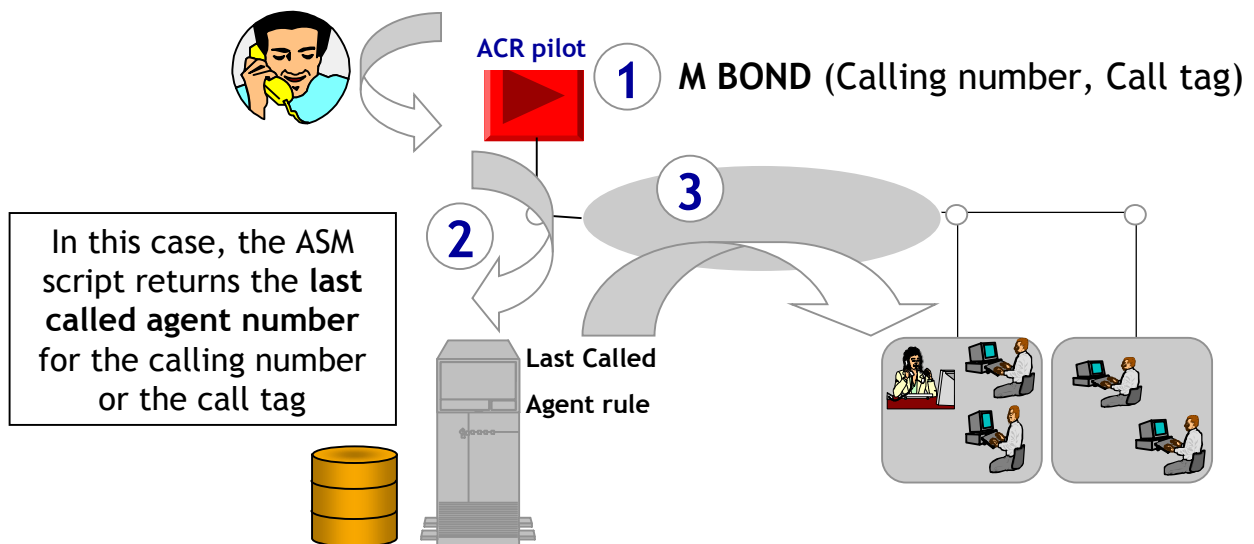 ACR pilot
1
M BOND (Calling number, Call tag)
3
2
In this case, the ASM
script returns the last
called agent number
for the calling number
or the call tag
Last Called
Agent rule